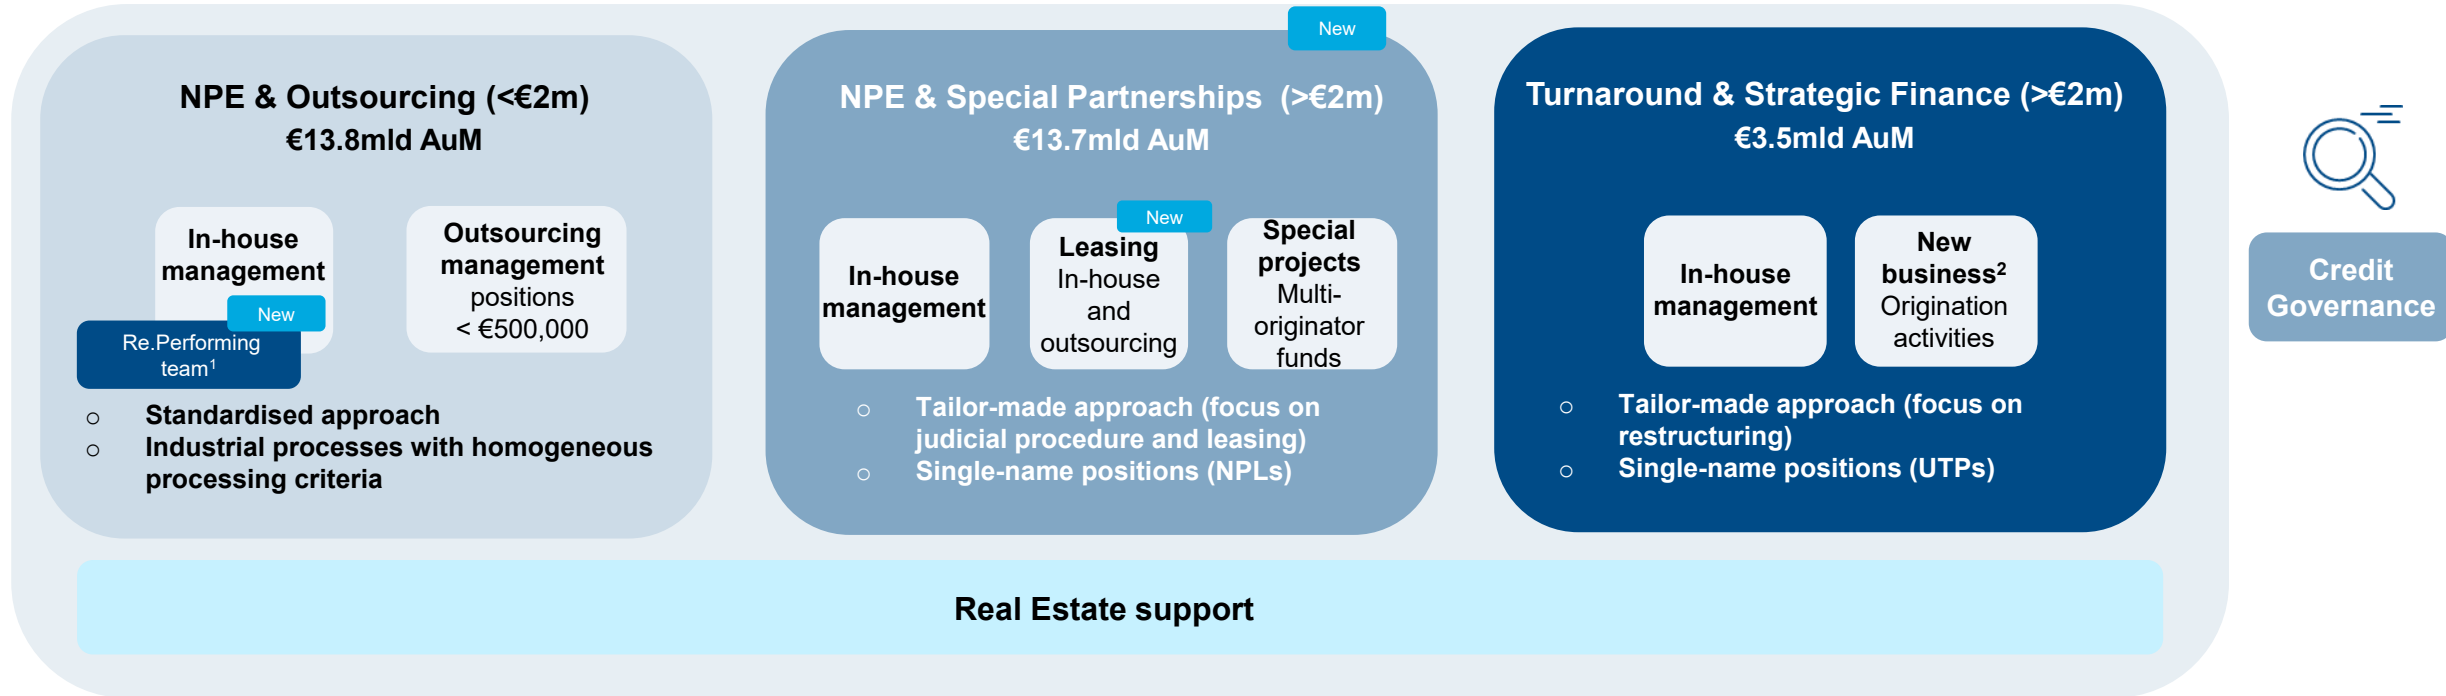 New
NPE & Outsourcing (<€2m)
€13.8mld AuM
In-house
management
New
Re.Performing
team¹
Outsourcing
management
positions
< €500,000
○ Standardised approach
○ Industrial processes with homogeneous
processing criteria
NPE & Special Partnerships (>€2m)
€13.7mld AuM
In-house
management
New
Leasing
In-house
and
outsourcing
Special
projects
Multi-
originator
funds
○ Tailor-made approach (focus on
judicial procedure and leasing)
○ Single-name positions (NPLs)
Turnaround & Strategic Finance (>€2m)
€3.5mld AuM
In-house
management
New
business²
Origination
activities
○ Tailor-made approach (focus on
restructuring)
○ Single-name positions (UTPs)
Credit
Governance
Real Estate support